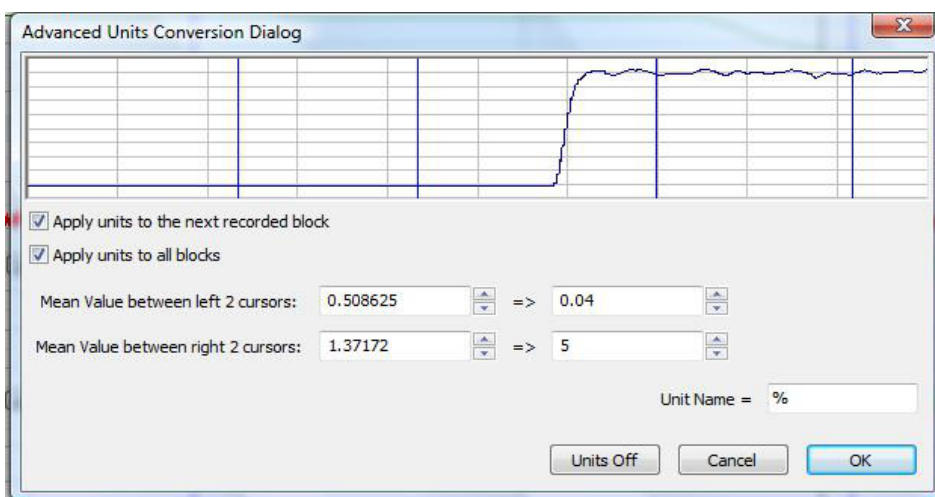 Advanced Units Conversion Dialog
Apply units to the next recorded block
Apply units to all blocks
Mean Value between left 2 cursors: 0.508625 => 0.04
Mean Value between right 2 cursors: 1.37172 => 5
Unit Name = %
Units Off Cancel OK